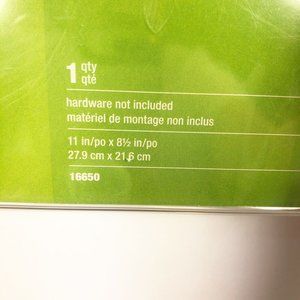 1 qty
qté
hardware not included
matériel de montage non inclus
11 in/po x 8½ in/po
27.9 cm x 21.6 cm
16650